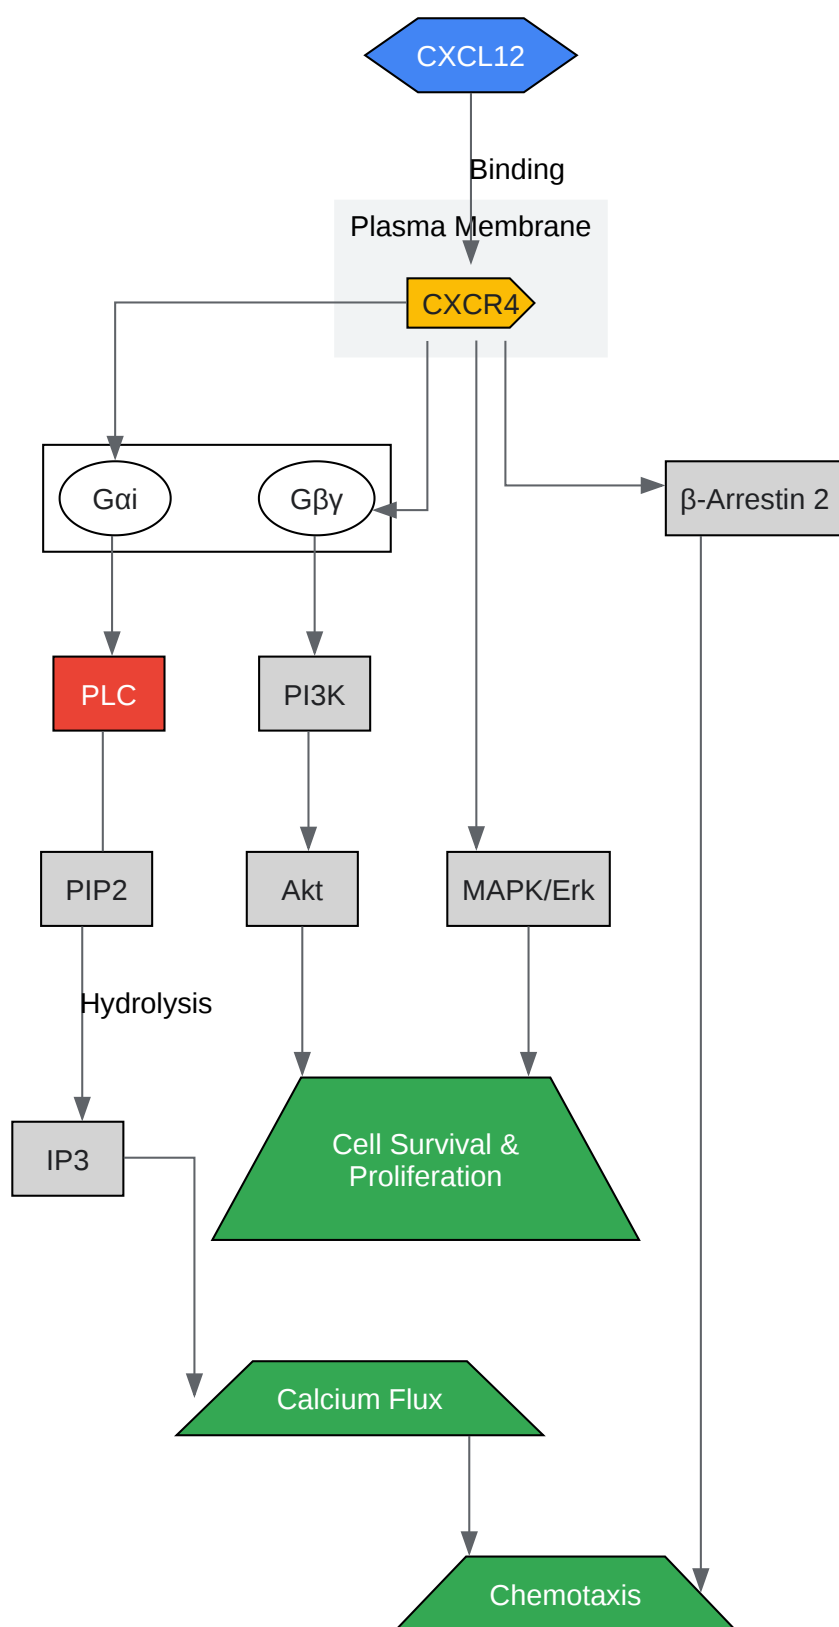 CXCL12
Binding
Plasma Membrane
CXCR4
Gαi
Gβγ
β-Arrestin 2
PLC
PI3K
PIP2
Akt
MAPK/Erk
Hydrolysis
IP3
Cell Survival &
Proliferation
Calcium Flux
Chemotaxis